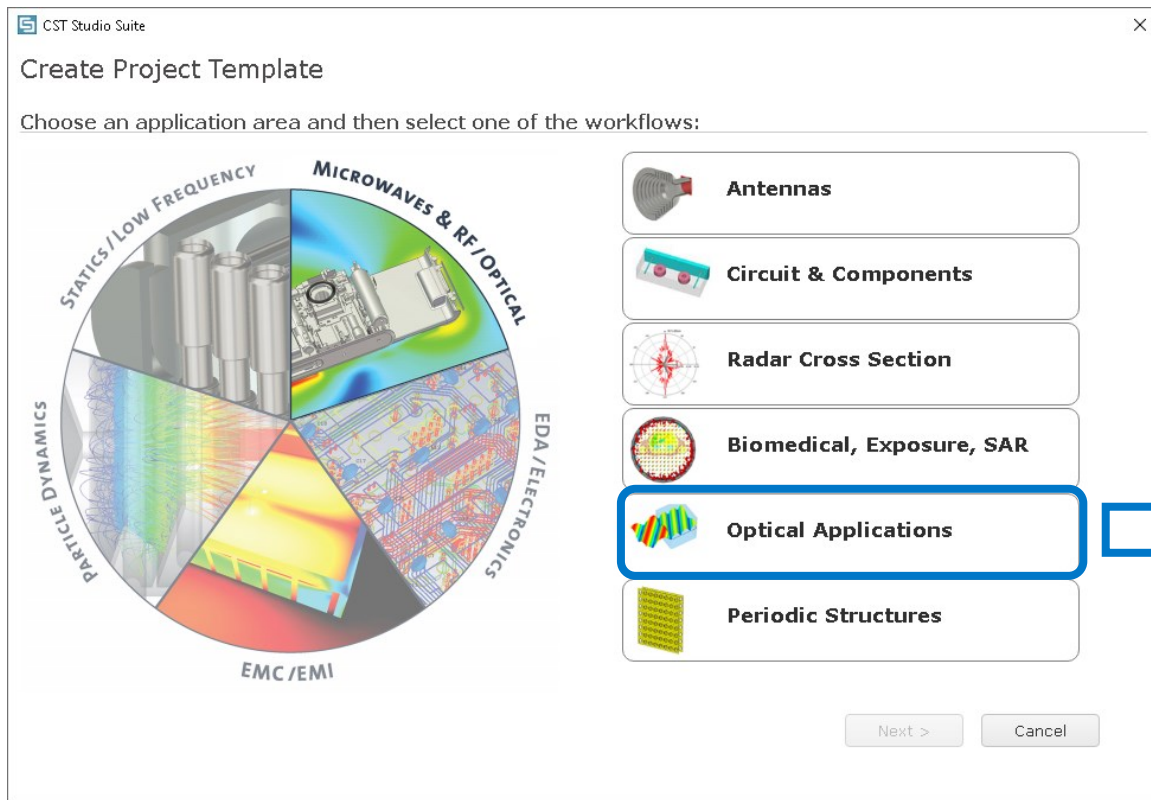 CST Studio Suite
Create Project Template
Choose an application area and then select one of the workflows:
STATICS/LOW FREQUENCY
MICROWAVES & RF/OPTICAL
EDA/ELECTRONICS
EMC/EMI
PARTICLE DYNAMICS
Antennas
Circuit & Components
Radar Cross Section
Biomedical, Exposure, SAR
Optical Applications
Periodic Structures
Next >
Cancel